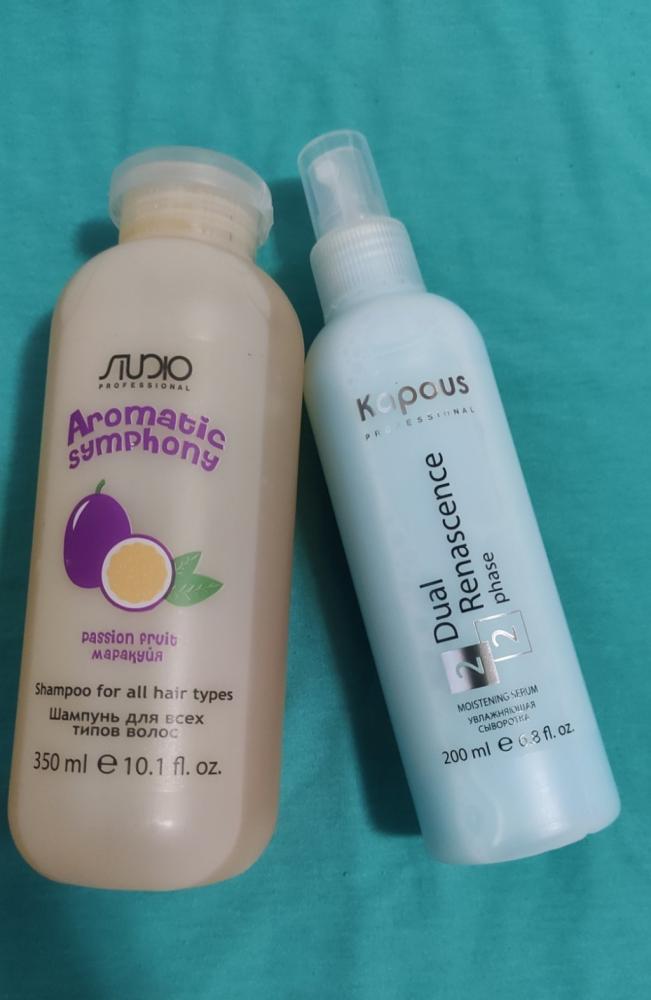 STUDIO
PROFESSIONAL
Aromatic
symphony
passion fruit
маракуйя
Shampoo for all hair types
Шампунь для всех
типов волос
350 ml e 10.1 fl. oz.
Kapous
PROFESSIONAL
Dual
Renascence
phase
2
2
MOISTENING SERUM
УВЛАЖНЯЮЩАЯ
СЫВОРОТКА
200 ml e 6.8 fl. oz.